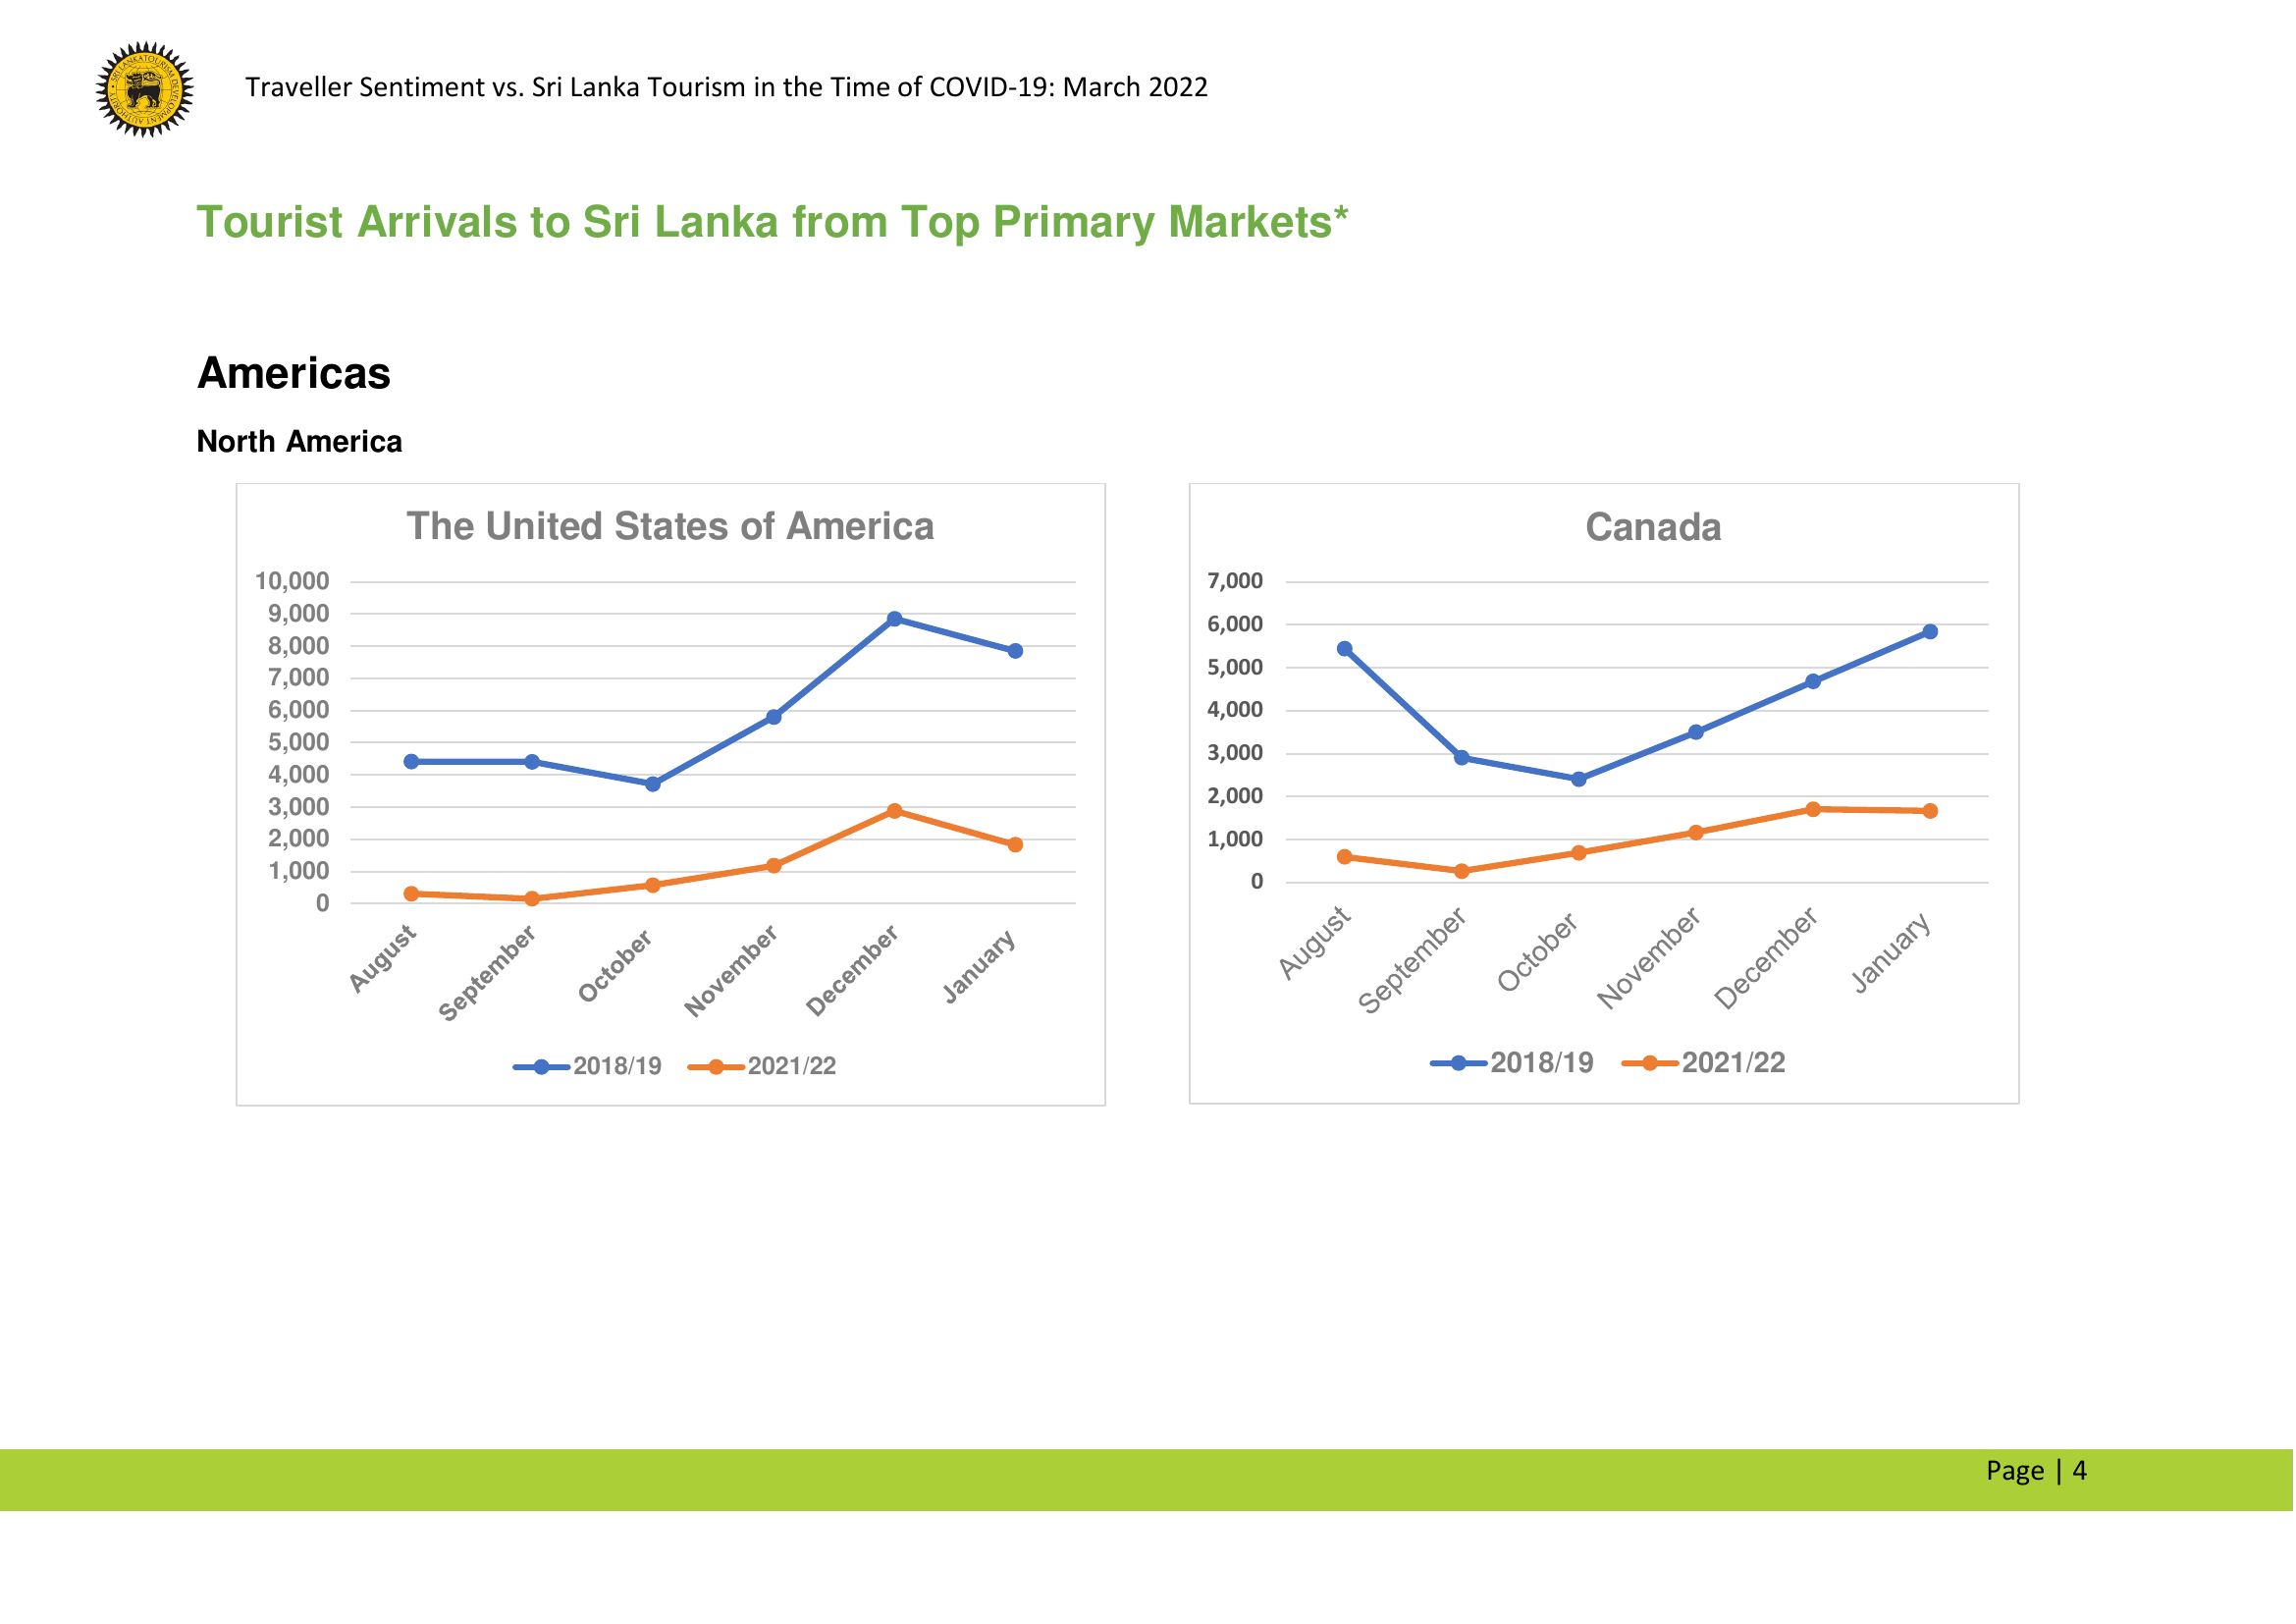 SRI LANKA TOURISM DEVELOPMENT AUTHORITY
Traveller Sentiment vs. Sri Lanka Tourism in the Time of COVID-19: March 2022
Tourist Arrivals to Sri Lanka from Top Primary Markets*
Americas
North America
The United States of America
10,000
9,000
8,000
7,000
6,000
5,000
4,000
3,000
2,000
1,000
0
August
September
October
November
December
January
2018/19 2021/22
Canada
7,000
6,000
5,000
4,000
3,000
2,000
1,000
0
August
September
October
November
December
January
2018/19 2021/22
Page | 4